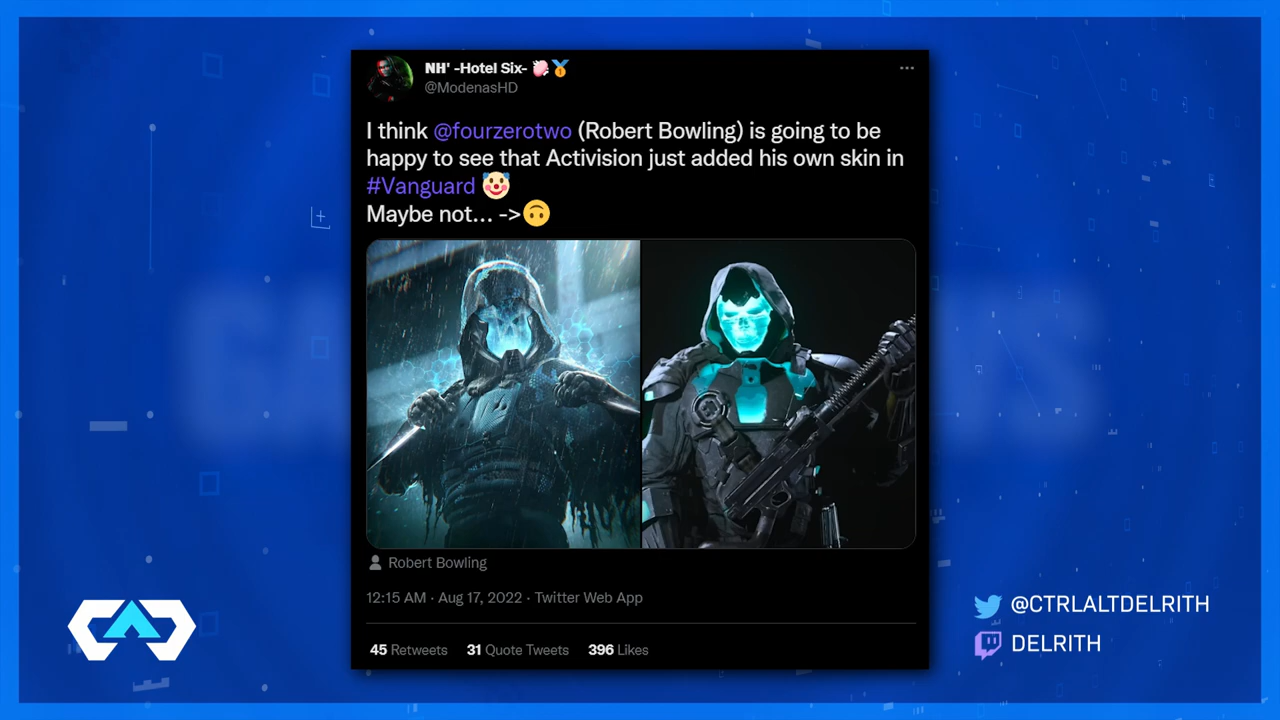 NH' -Hotel Six-
@ModenasHD
I think @fourzerotwo (Robert Bowling) is going to be
happy to see that Activision just added his own skin in
#Vanguard 🤡
Maybe not... ->🙃
Robert Bowling
12:15 AM · Aug 17, 2022 · Twitter Web App
45 Retweets 31 Quote Tweets 396 Likes
@CTRLALTDELRITH
DELRITH